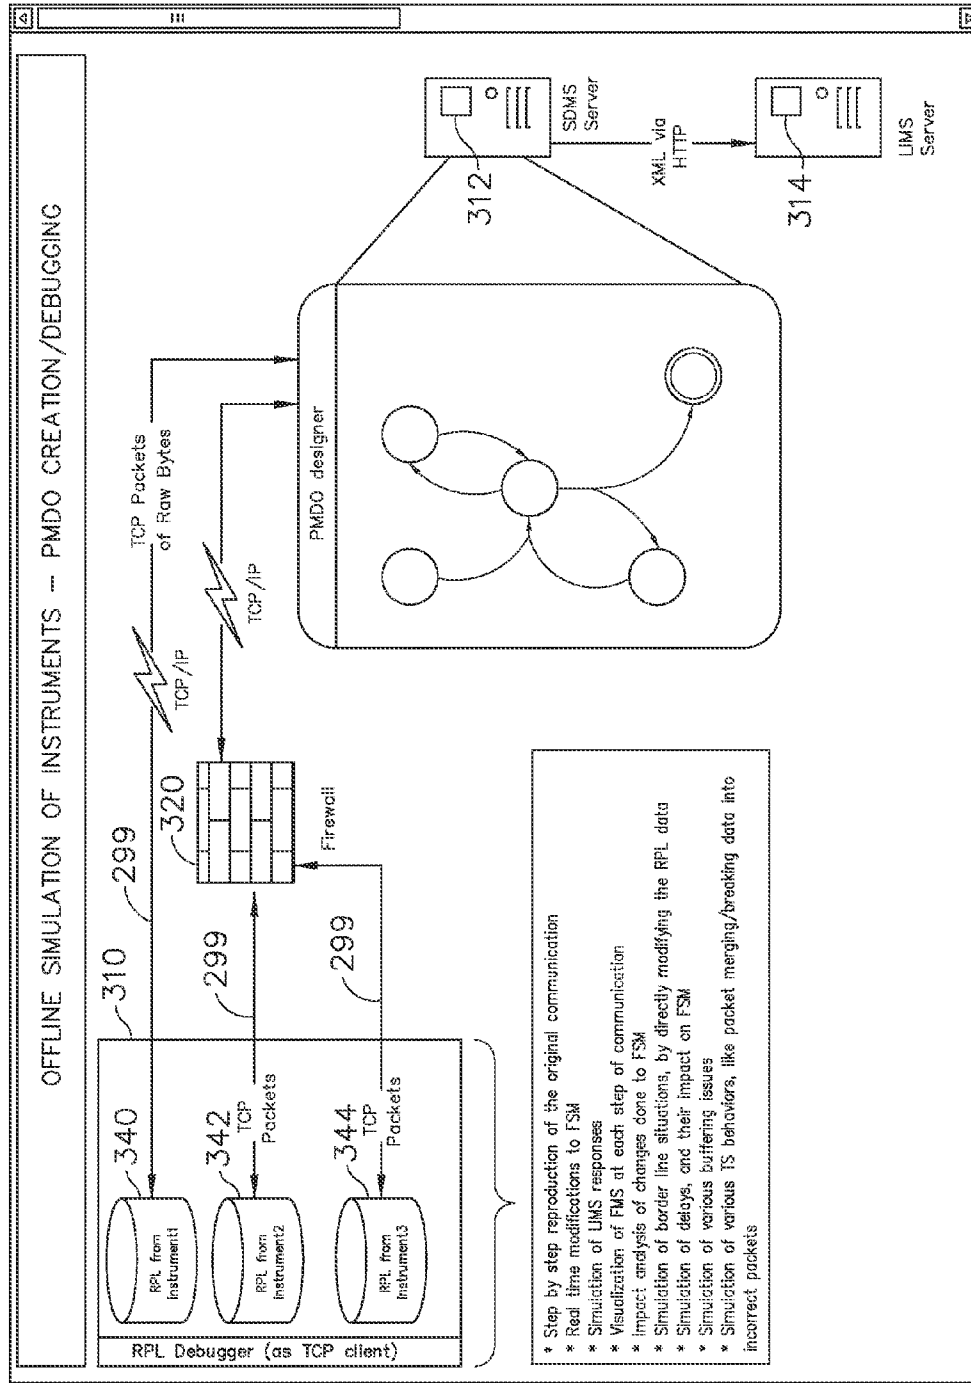 OFFLINE SIMULATION OF INSTRUMENTS – PMDO CREATION/DEBUGGING
340
RPL from
instrument1
342
RPL from
instrument2
TCP
Packets
344
RPL from
instrument3
TCP
Packets
RPL Debugger (as TCP client)
310
299
299
299
320
Firewall
TCP/IP
TCP Packets
of Raw Bytes
TCP/IP
PMDO designer
312
SDMS
Server
XML via
HTTP
314
LIMS
Server
* Step by step reproduction of the original communication
* Real time modifications to FSM
* Simulation of LIMS responses
* Visualization of FMS at each step of communication
* Impact analysis of changes done to FSM
* Simulation of border line situations, by directly modifying the RPL data
* Simulation of delays, and their impact on FSM
* Simulation of various buffering issues
* Simulation of various TS behaviors, like packet merging/breaking data into
incorrect packets